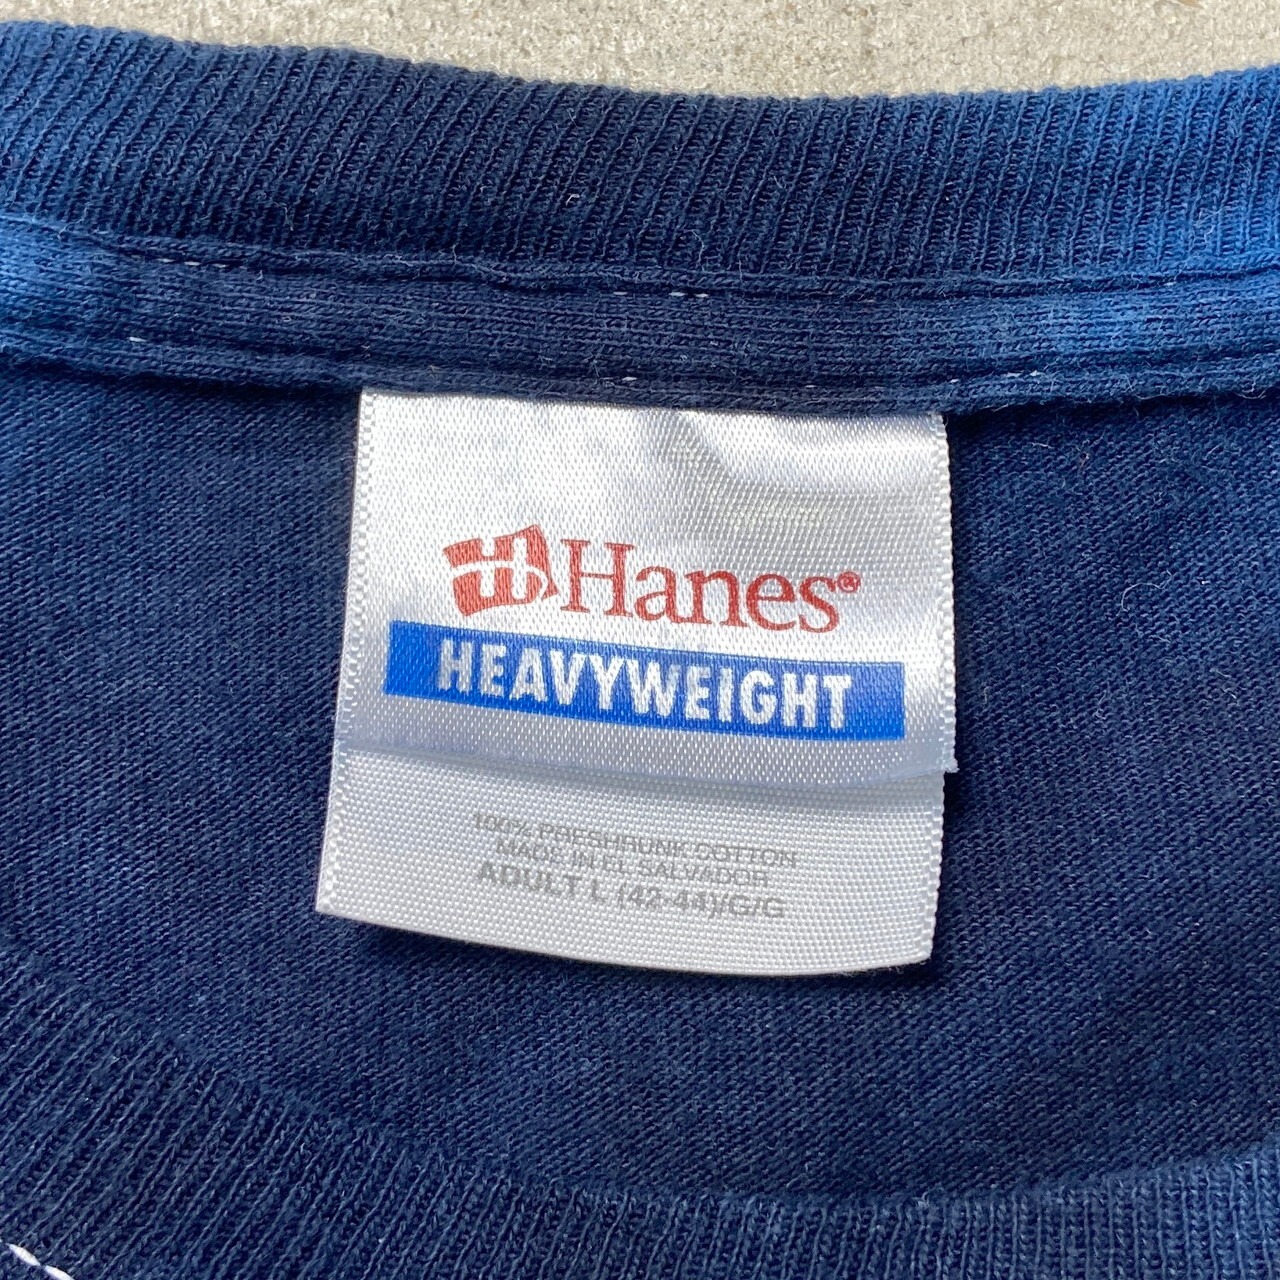 H Hanes®
HEAVYWEIGHT
100% PRESHRUNK COTTON
MADE IN EL SALVADOR
ADULT L (42-44)/G/G